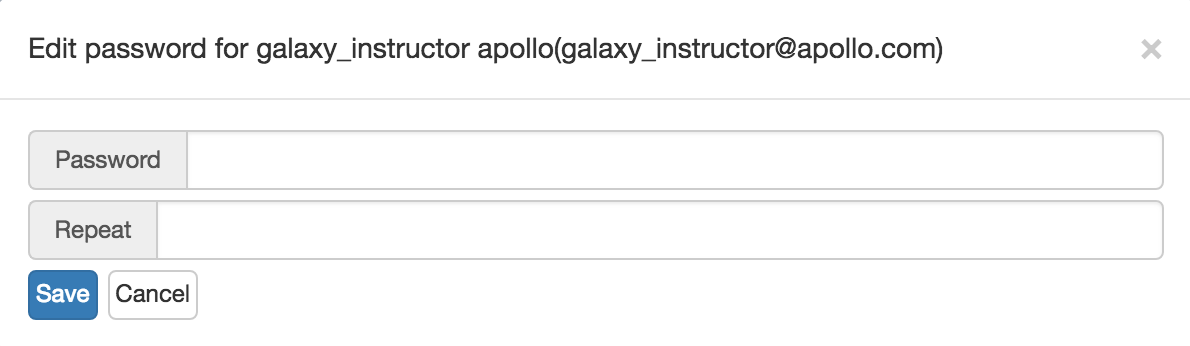 Edit password for galaxy_instructor apollo(galaxy_instructor@apollo.com) ×
Password
Repeat
Save Cancel